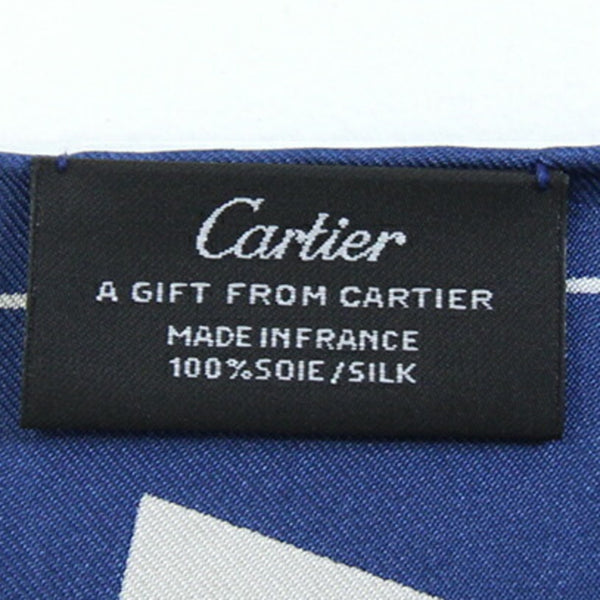 Cartier
A GIFT FROM CARTIER
MADE IN FRANCE
100%SOIE/SILK